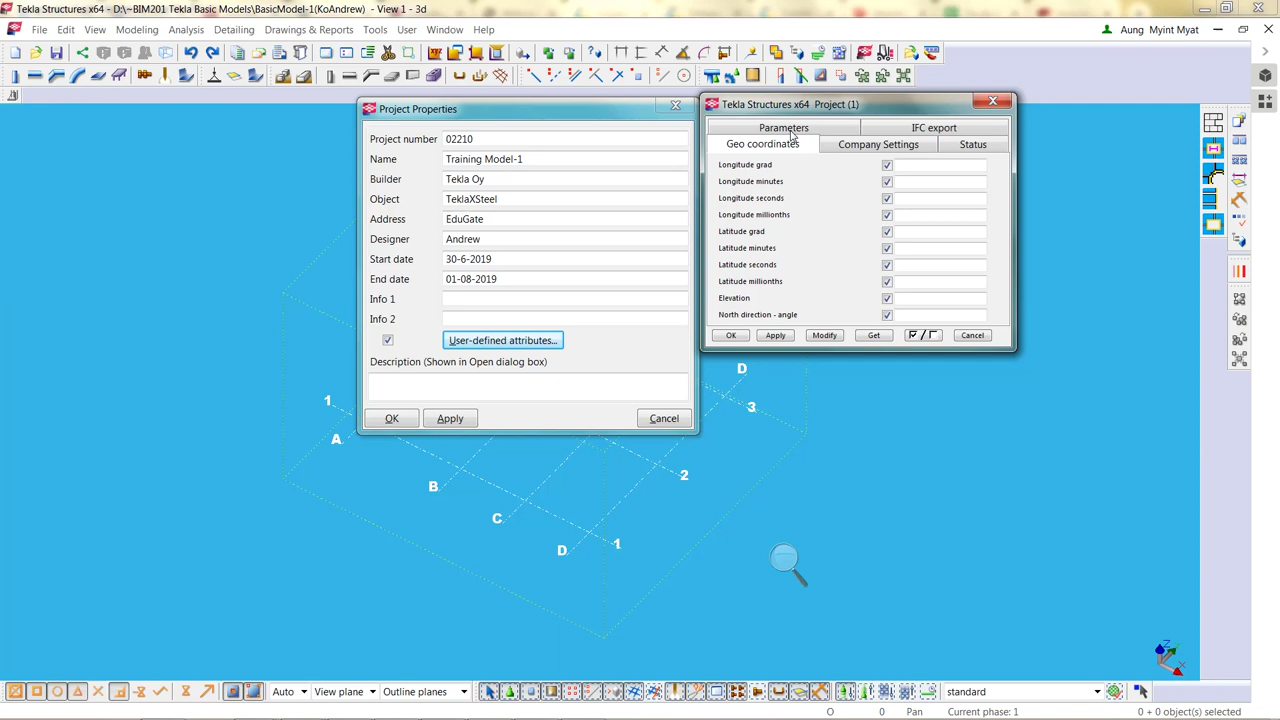 Tekla Structures x64 - D:\~BIM201 Tekla Basic Models\BasicModel-1(KoAndrew) - View 1 - 3d
File Edit View Modeling Analysis Detailing Drawings & Reports Tools User Window Help
Aung Myint Myat
Project Properties
Project number 02210
Name Training Model-1
Builder Tekla Oy
Object TeklaXSteel
Address EduGate
Designer Andrew
Start date 30-6-2019
End date 01-08-2019
Info 1
Info 2
User-defined attributes...
Description (Shown in Open dialog box)
OK Apply Cancel
Tekla Structures x64 Project (1)
Parameters IFC export
Geo coordinates Company Settings Status
Longitude grad
Longitude minutes
Longitude seconds
Longitude millionths
Latitude grad
Latitude minutes
Latitude seconds
Latitude millionths
Elevation
North direction - angle
OK Apply Modify Get / Cancel
D
1
3
A
2
B
C
D
1
Z
Auto View plane Outline planes standard
O 0 Pan Current phase: 1 0 + 0 object(s) selected